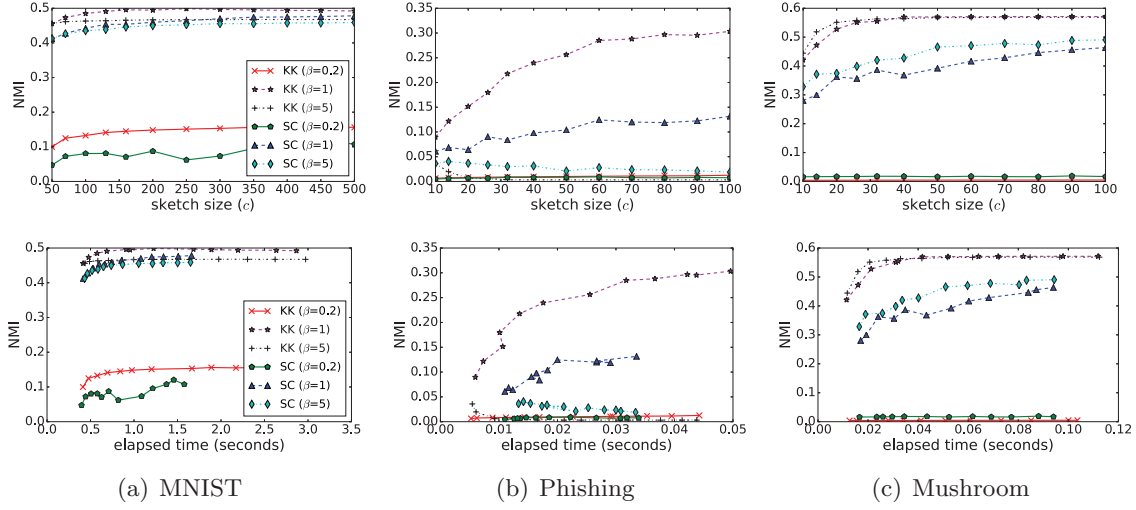 0.5
0.4
0.3
0.2
0.1
0.0
NMI
50 100 150 200 250 300 350 400 450 500
sketch size (c)
KK (β=0.2)
KK (β=1)
KK (β=5)
SC (β=0.2)
SC (β=1)
SC (β=5)
0.35
0.30
0.25
0.20
0.15
0.10
0.05
0.00
NMI
10 20 30 40 50 60 70 80 90 100
sketch size (c)
0.6
0.5
0.4
0.3
0.2
0.1
0.0
NMI
10 20 30 40 50 60 70 80 90 100
sketch size (c)
0.5
0.4
0.3
0.2
0.1
0.0
NMI
0.0 0.5 1.0 1.5 2.0 2.5 3.0 3.5
elapsed time (seconds)
KK (β=0.2)
KK (β=1)
KK (β=5)
SC (β=0.2)
SC (β=1)
SC (β=5)
0.35
0.30
0.25
0.20
0.15
0.10
0.05
0.00
NMI
0.00 0.01 0.02 0.03 0.04 0.05
elapsed time (seconds)
0.6
0.5
0.4
0.3
0.2
0.1
0.0
NMI
0.00 0.02 0.04 0.06 0.08 0.10 0.12
elapsed time (seconds)
(a) MNIST
(b) Phishing
(c) Mushroom